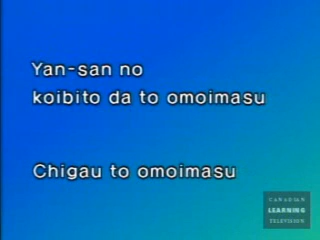 Yan-san no
koibito da to omoimasu
Chigau to omoimasu
CANADIAN
LEARNING
TELEVISION